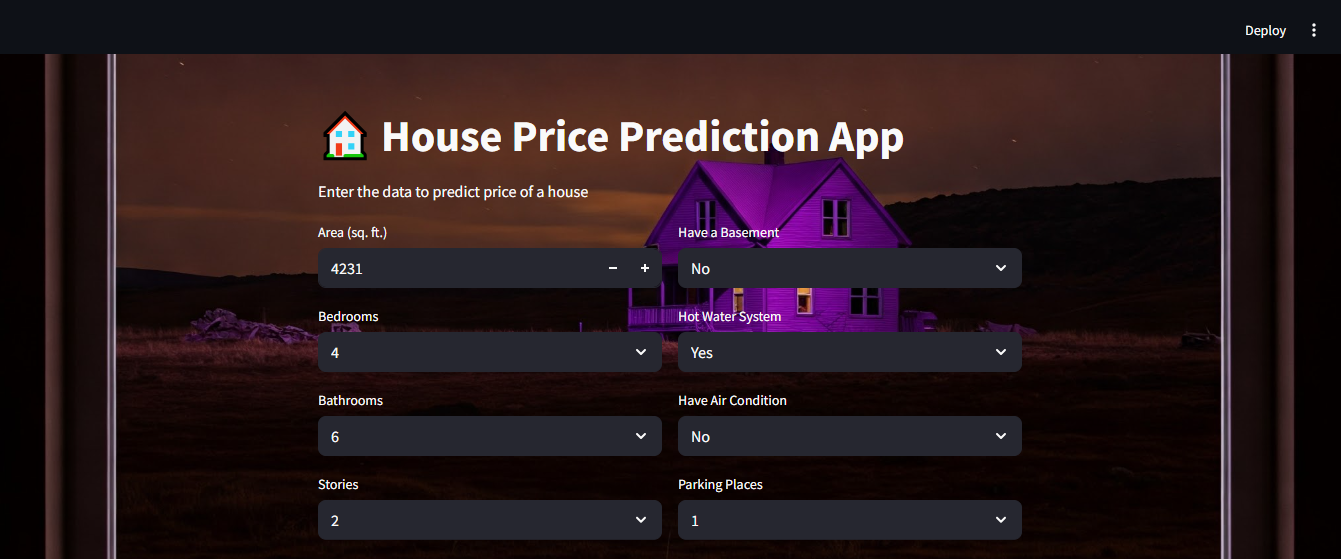 Deploy
House Price Prediction App
Enter the data to predict price of a house
Area (sq. ft.)
4231
Have a Basement
No
Bedrooms
4
Hot Water System
Yes
Bathrooms
6
Have Air Condition
No
Stories
2
Parking Places
1